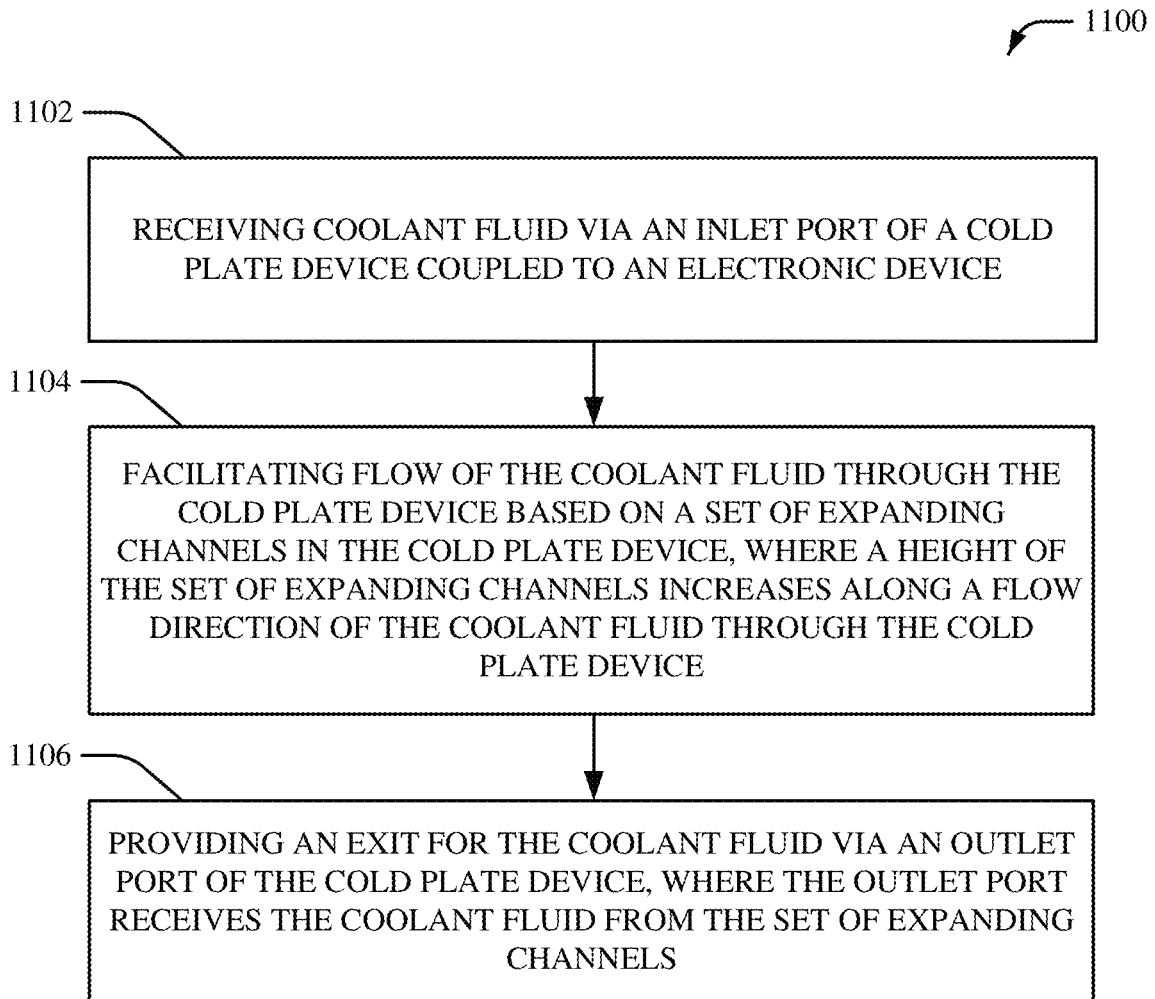 1100
1102
RECEIVING COOLANT FLUID VIA AN INLET PORT OF A COLD
PLATE DEVICE COUPLED TO AN ELECTRONIC DEVICE
1104
FACILITATING FLOW OF THE COOLANT FLUID THROUGH THE
COLD PLATE DEVICE BASED ON A SET OF EXPANDING
CHANNELS IN THE COLD PLATE DEVICE, WHERE A HEIGHT OF
THE SET OF EXPANDING CHANNELS INCREASES ALONG A FLOW
DIRECTION OF THE COOLANT FLUID THROUGH THE COLD
PLATE DEVICE
1106
PROVIDING AN EXIT FOR THE COOLANT FLUID VIA AN OUTLET
PORT OF THE COLD PLATE DEVICE, WHERE THE OUTLET PORT
RECEIVES THE COOLANT FLUID FROM THE SET OF EXPANDING
CHANNELS